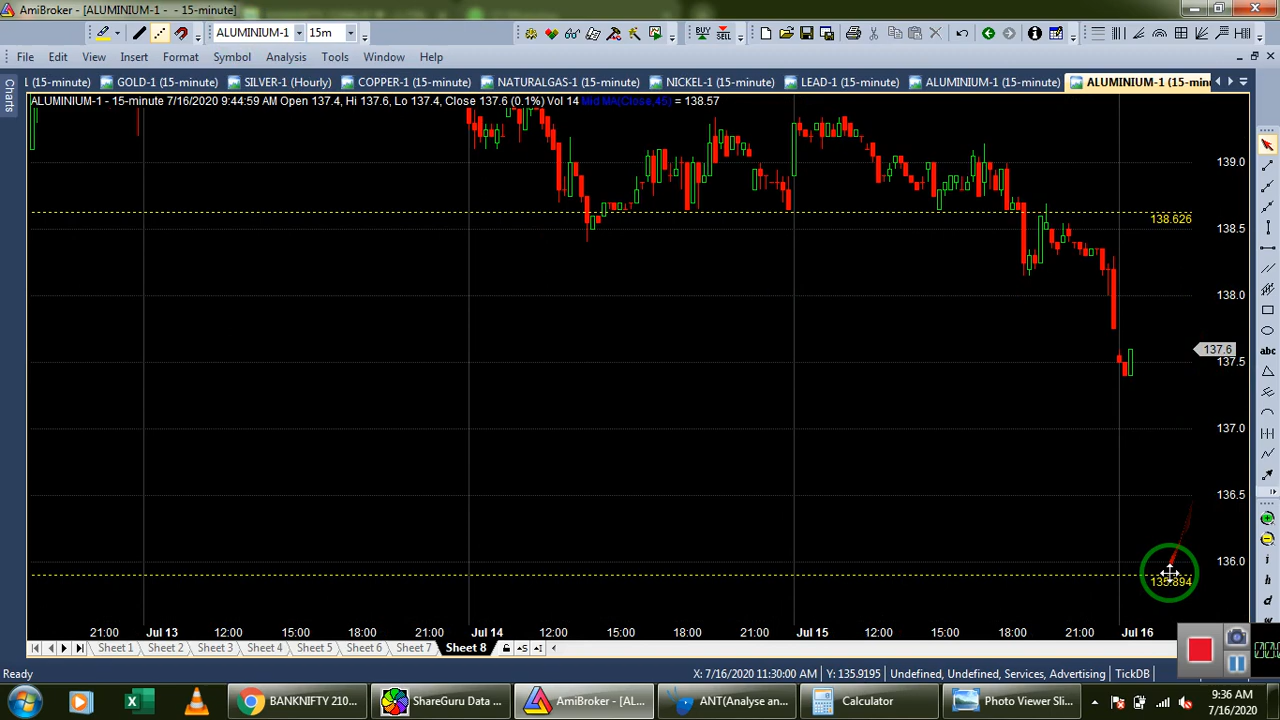 AmiBroker - [ALUMINIUM-1 - - 15-minute]
ALUMINIUM-1 15m
BUY SELL
File Edit View Insert Format Symbol Analysis Tools Window Help
Charts
1 (15-minute) GOLD-1 (15-minute) SILVER-1 (Hourly) COPPER-1 (15-minute) NATURALGAS-1 (15-minute) NICKEL-1 (15-minute) LEAD-1 (15-minute) ALUMINIUM-1 (15-minute) ALUMINIUM-1 (15-min
ALUMINIUM-1 - 15-minute 7/16/2020 9:44:59 AM Open 137.4, Hi 137.6, Lo 137.4, Close 137.6 (0.1%) Vol 14 Mid MA(Close,45) = 138.57
139.0
138.626
138.5
138.0
137.6
137.5
137.0
136.5
136.0
135.894
abc
21:00 Jul 13 12:00 15:00 18:00 21:00 Jul 14 12:00 15:00 18:00 21:00 Jul 15 12:00 15:00 18:00 21:00 Jul 16
Sheet 1 Sheet 2 Sheet 3 Sheet 4 Sheet 5 Sheet 6 Sheet 7 Sheet 8
Ready X: 7/16/2020 11:30:00 AM Y: 135.9195 Undefined, Undefined, Services, Advertising TickDB
BANKNIFTY 210... ShareGuru Data ... AmiBroker - [AL... ANT(Analyse an... Calculator Photo Viewer Sli...
9:36 AM
7/16/2020